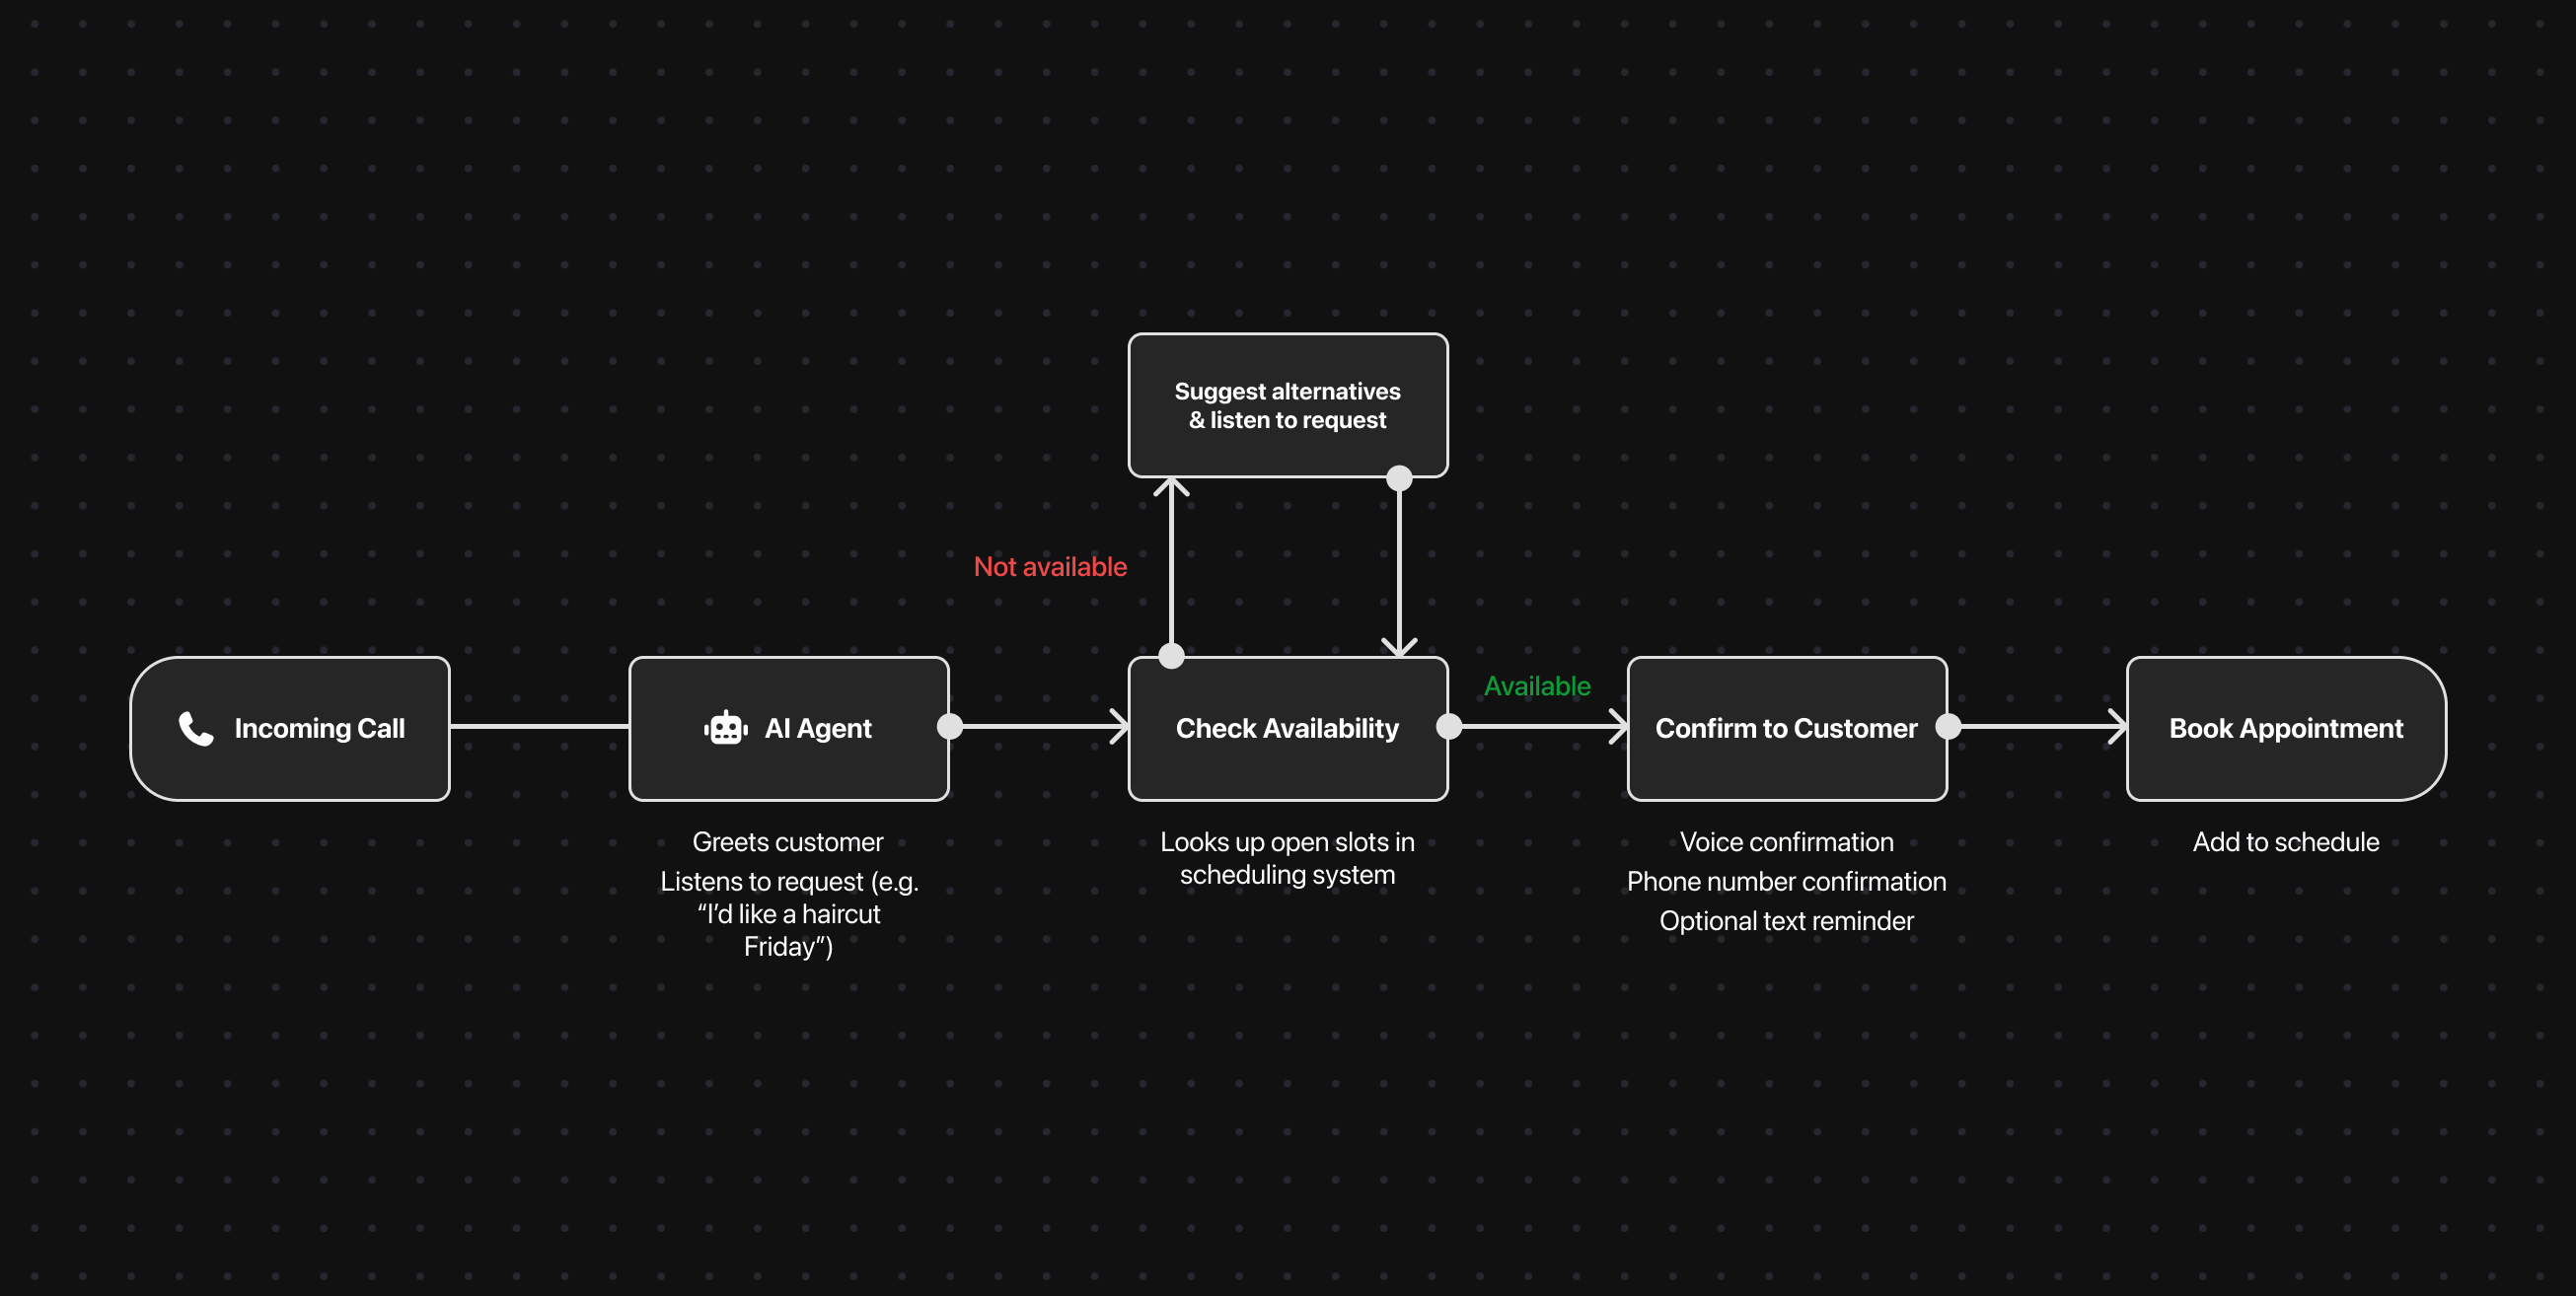 Suggest alternatives
& listen to request
Not available
Available
Incoming Call
AI Agent
Check Availability
Confirm to Customer
Book Appointment
Greets customer
Listens to request (e.g.
“I’d like a haircut
Friday”)
Looks up open slots in
scheduling system
Voice confirmation
Phone number confirmation
Optional text reminder
Add to schedule